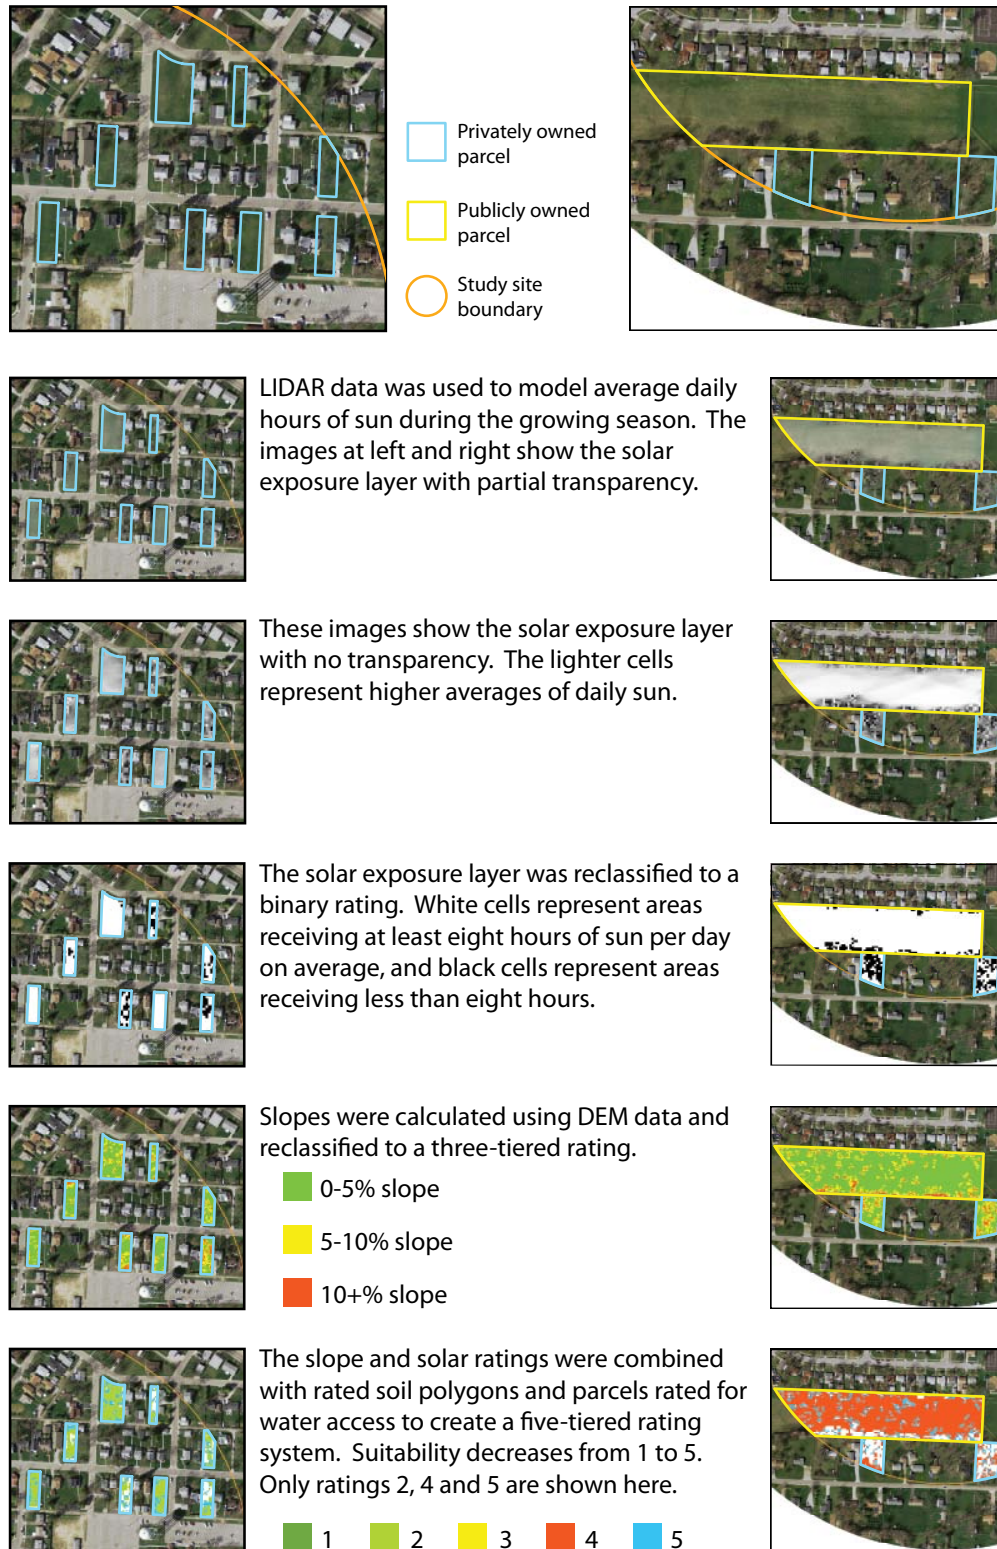 Privately owned
parcel
Publicly owned
parcel
Study site
boundary
LIDAR data was used to model average daily
hours of sun during the growing season.  The
images at left and right show the solar
exposure layer with partial transparency.
These images show the solar exposure layer
with no transparency.  The lighter cells
represent higher averages of daily sun.
The solar exposure layer was reclassified to a
binary rating.  White cells represent areas
receiving at least eight hours of sun per day
on average, and black cells represent areas
receiving less than eight hours.
Slopes were calculated using DEM data and
reclassified to a three-tiered rating.
0-5% slope
5-10% slope
10+% slope
The slope and solar ratings were combined
with rated soil polygons and parcels rated for
water access to create a five-tiered rating
system.  Suitability decreases from 1 to 5.
Only ratings 2, 4 and 5 are shown here.
1 2 3 4 5